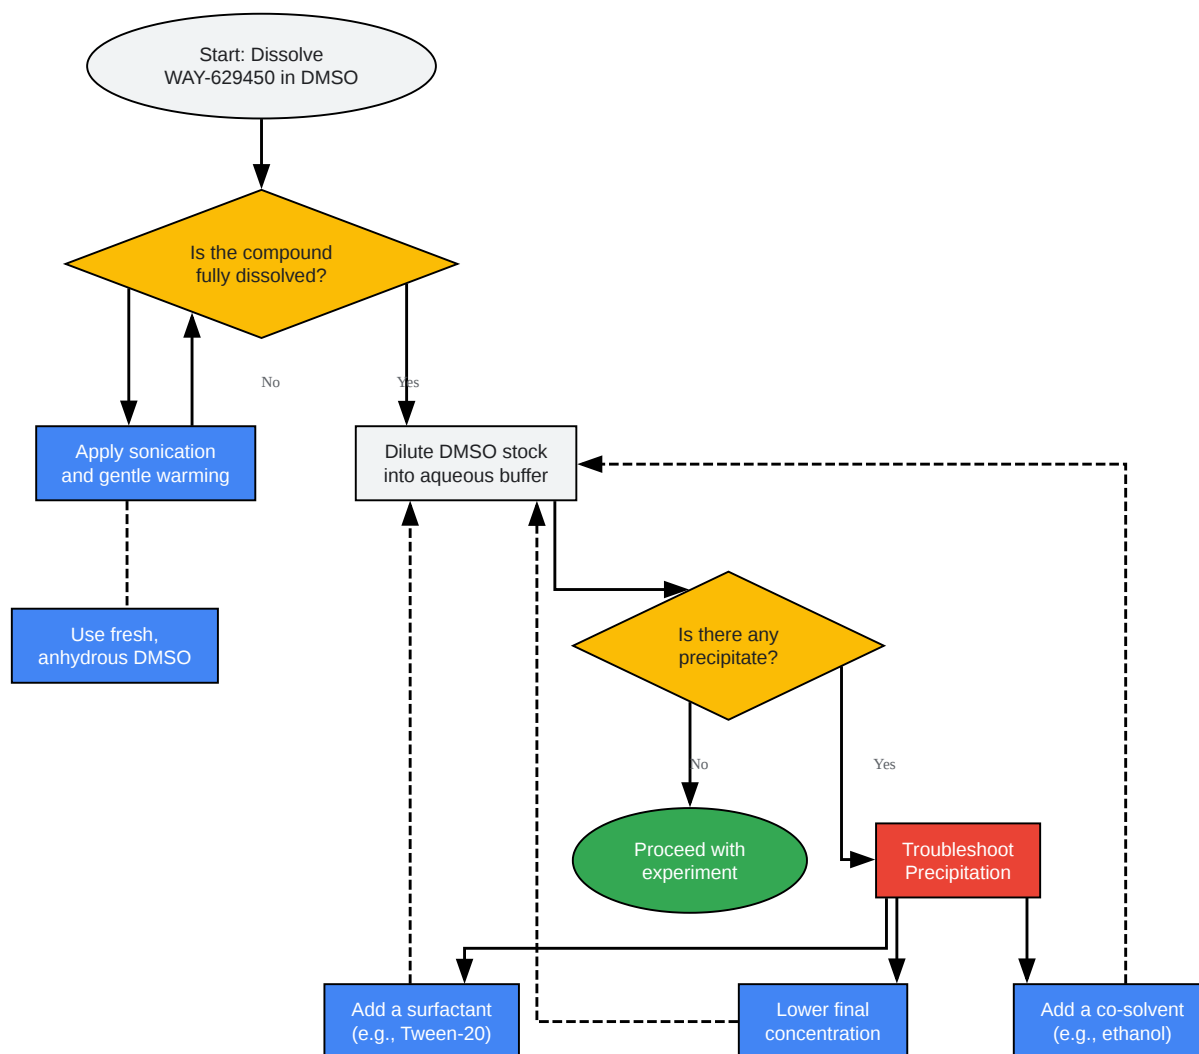 Start: Dissolve
WAY-629450 in DMSO
Is the compound
fully dissolved?
No
Yes
Apply sonication
and gentle warming
Dilute DMSO stock
into aqueous buffer
Use fresh,
anhydrous DMSO
Is there any
precipitate?
No
Yes
Proceed with
experiment
Troubleshoot
Precipitation
Add a surfactant
(e.g., Tween-20)
Lower final
concentration
Add a co-solvent
(e.g., ethanol)